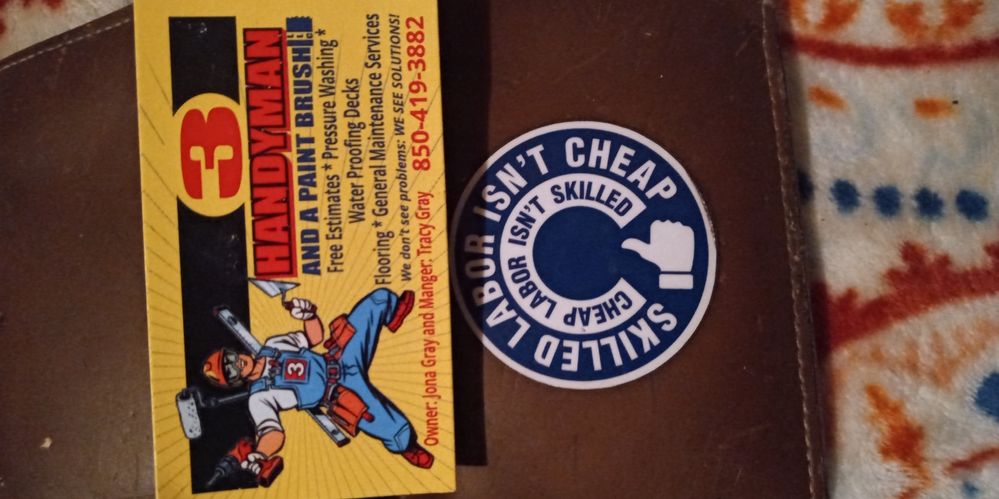 3
HANDYMAN
AND A PAINT BRUSH!!
Free Estimates * Pressure Washing *
Water Proofing Decks
Flooring * General Maintenance Services
We don't see problems: WE SEE SOLUTIONS!
Owner: Jona Gray and Manger: Tracy Gray 850-419-3882
3
SKILLED LABOR ISN'T CHEAP
CHEAP LABOR ISN'T SKILLED